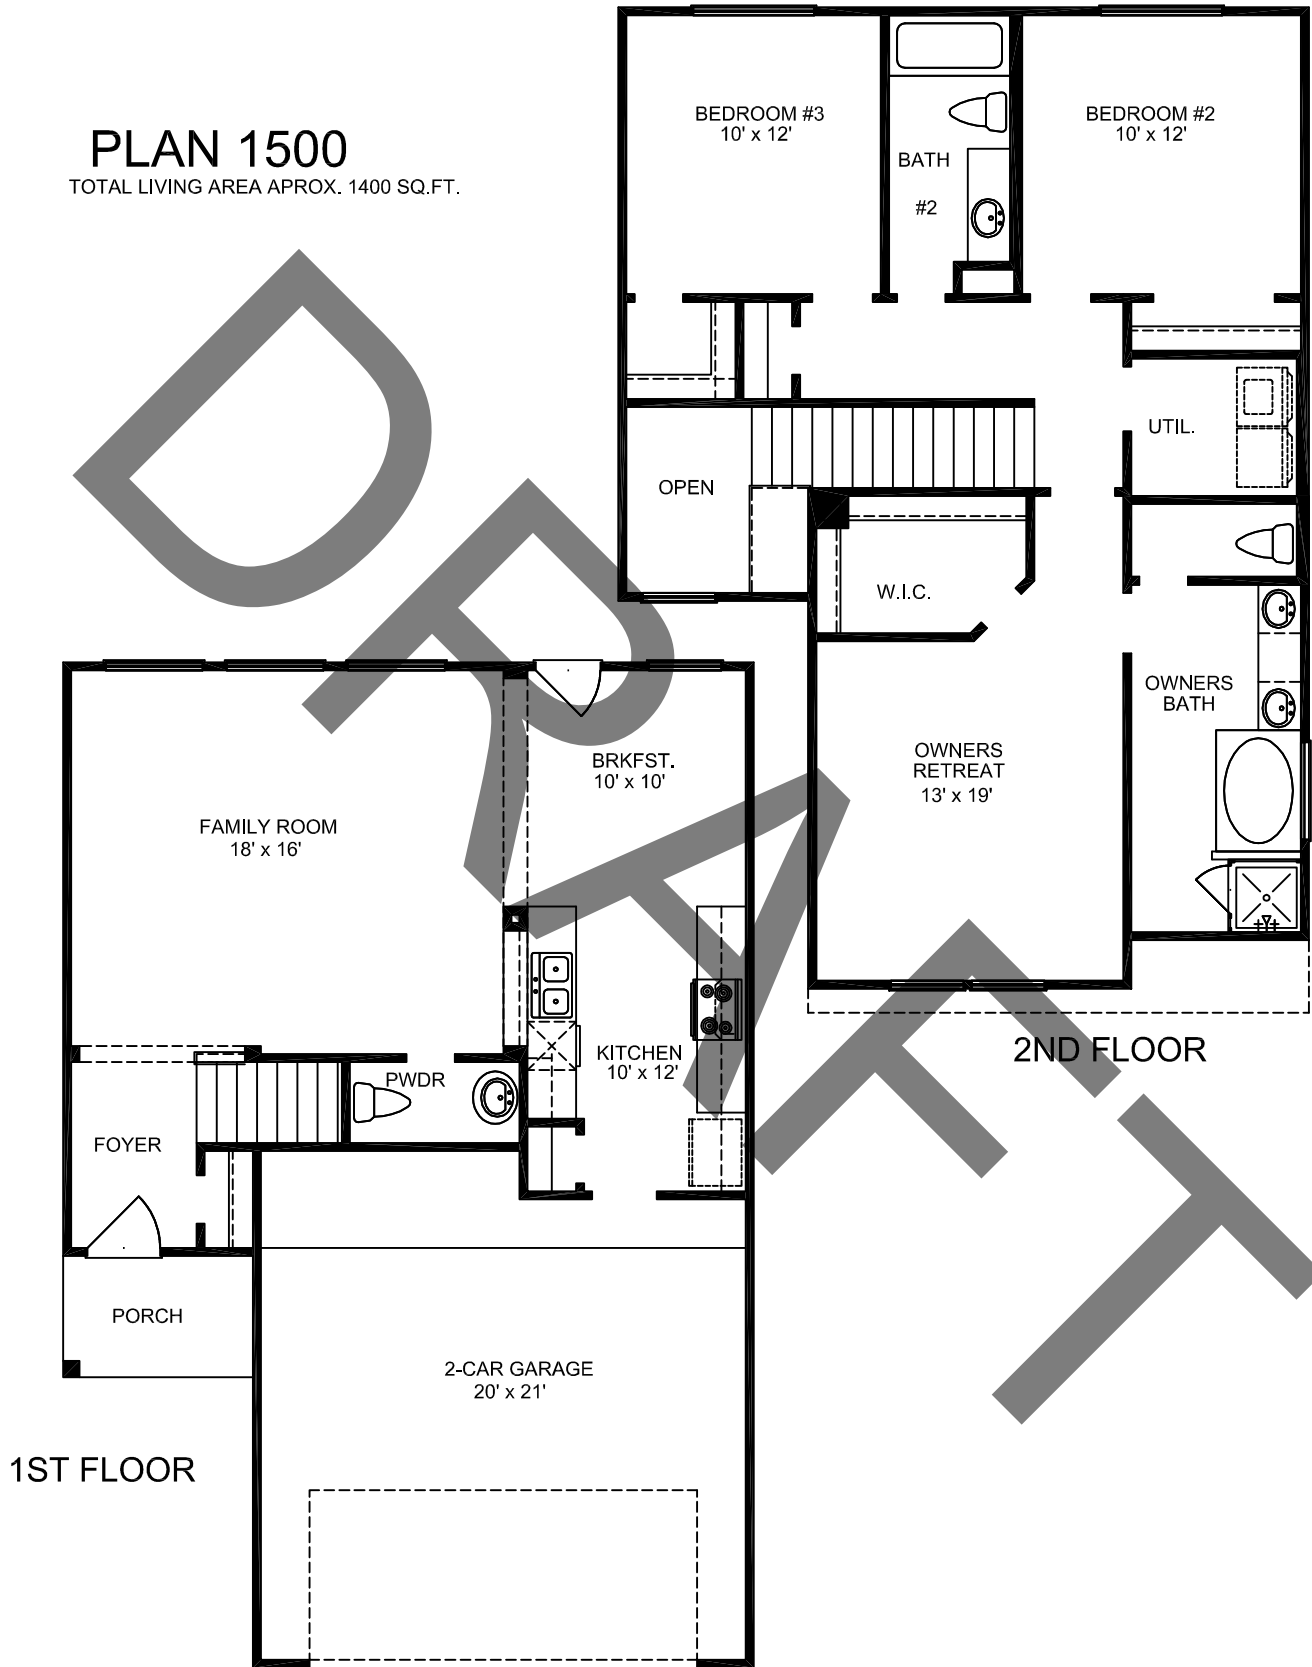 PLAN 1500
TOTAL LIVING AREA APROX. 1400 SQ.FT.
BEDROOM #3
10' x 12'
BATH
#2
BEDROOM #2
10' x 12'
UTIL.
OPEN
W.I.C.
OWNERS
BATH
OWNERS
RETREAT
13' x 19'
2ND FLOOR
BRKFST.
10' x 10'
FAMILY ROOM
18' x 16'
KITCHEN
10' x 12'
PWDR
FOYER
PORCH
2-CAR GARAGE
20' x 21'
1ST FLOOR
DRAFT